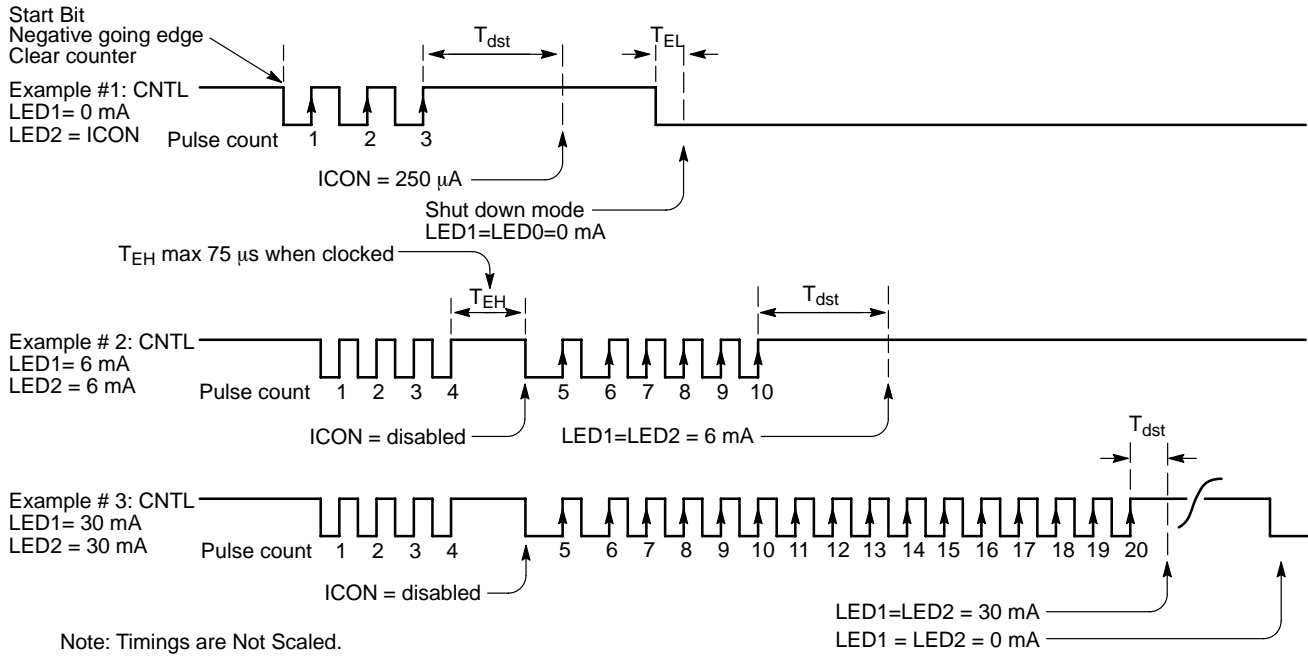 Start Bit
Negative going edge
Clear counter
T_dst
T_EL
Example #1: CNTL
LED1= 0 mA
LED2 = ICON
Pulse count
1 2 3
ICON = 250 μA
Shut down mode
LED1=LED0=0 mA
T_EH max 75 μs when clocked
T_EH
T_dst
Example # 2: CNTL
LED1= 6 mA
LED2 = 6 mA
Pulse count
1 2 3 4 5 6 7 8 9 10
ICON = disabled
LED1=LED2 = 6 mA
T_dst
Example # 3: CNTL
LED1= 30 mA
LED2 = 30 mA
Pulse count
1 2 3 4 5 6 7 8 9 10 11 12 13 14 15 16 17 18 19 20
ICON = disabled
LED1=LED2 = 30 mA
LED1 = LED2 = 0 mA
Note: Timings are Not Scaled.